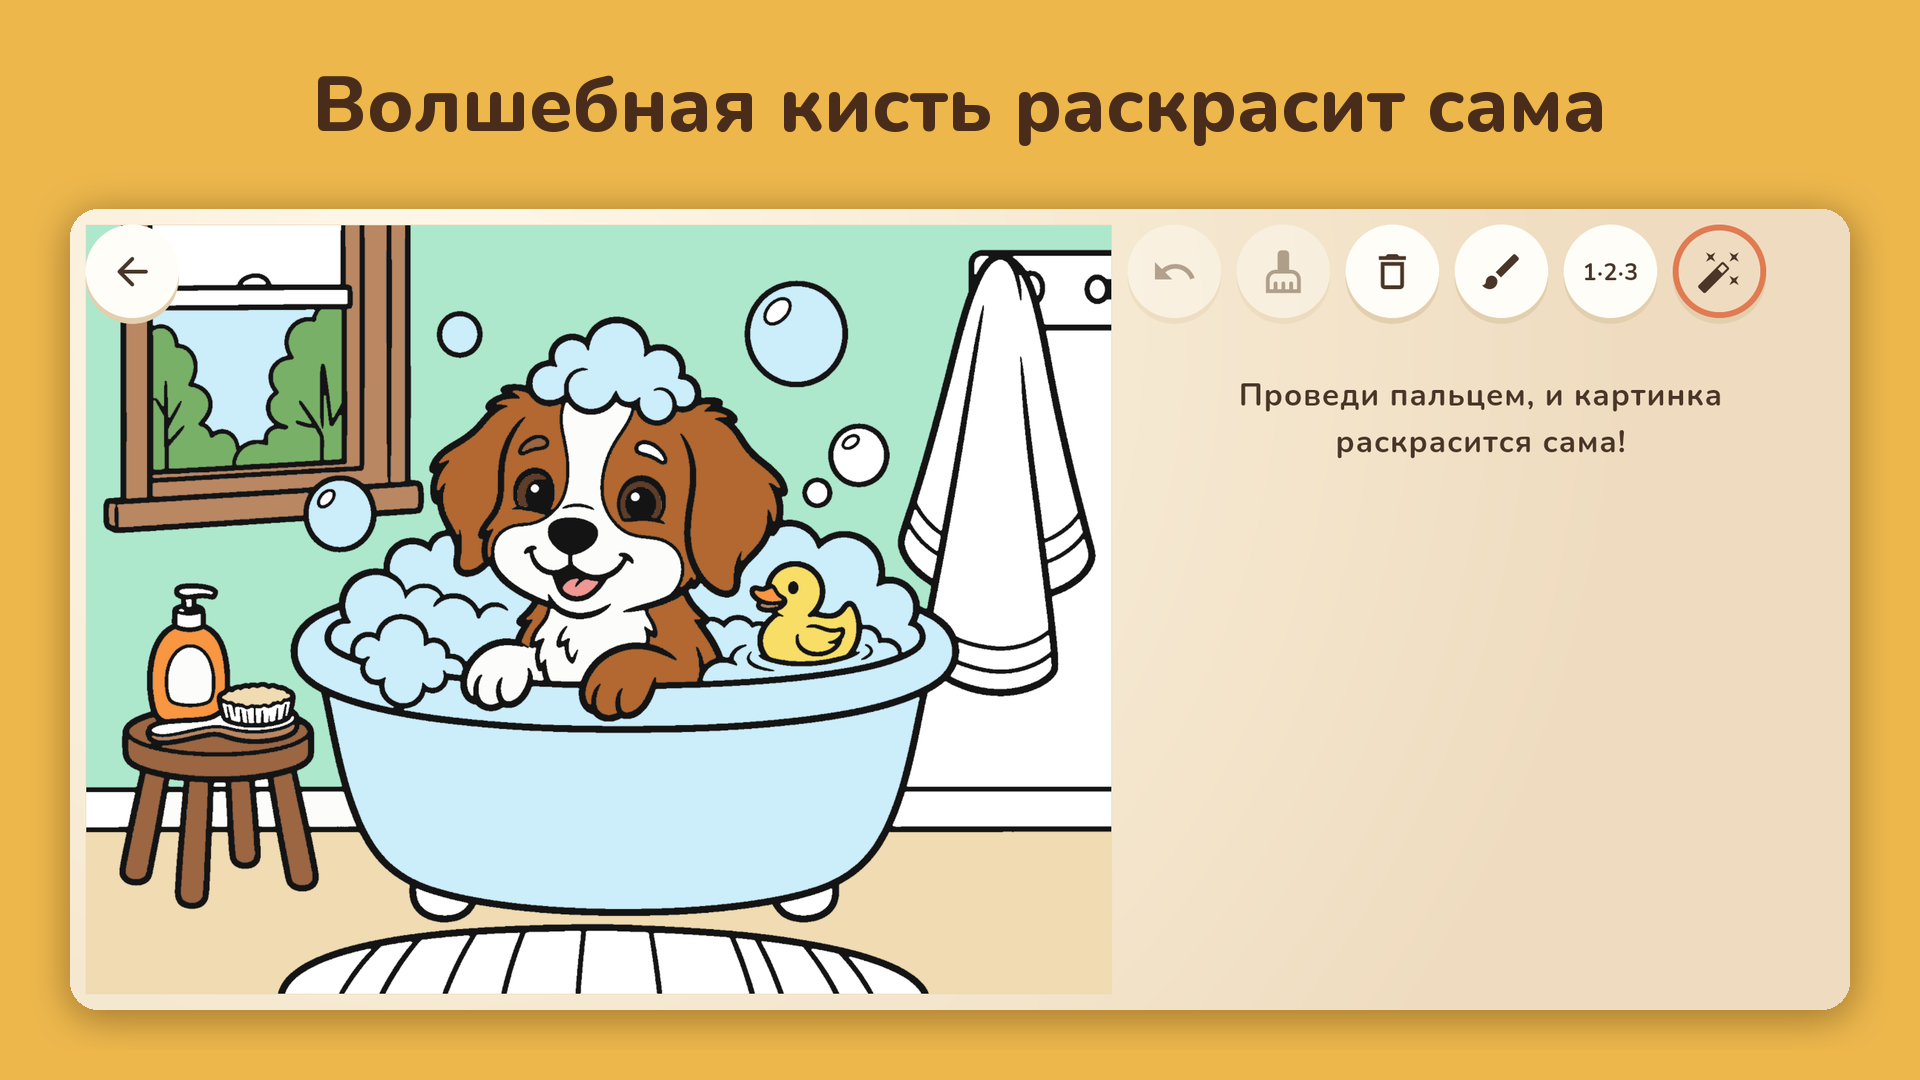 Волшебная кисть раскрасит сама
1·2·3
Проведи пальцем, и картинка
раскрасится сама!